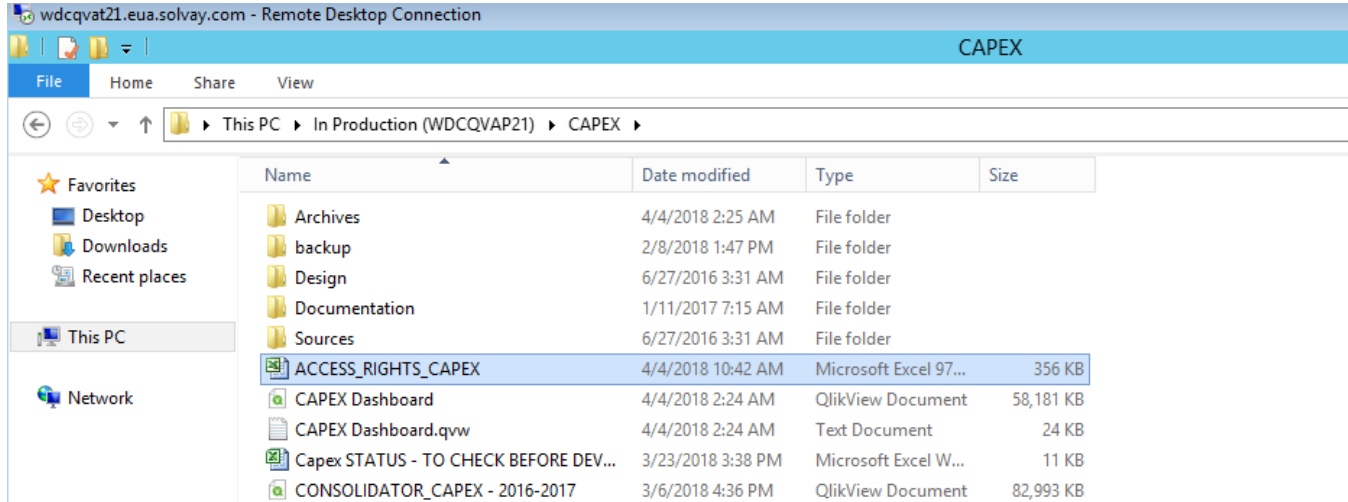 wdcqvat21.eua.solvay.com - Remote Desktop Connection
CAPEX
File Home Share View
This PC In Production (WDCQVAP21) CAPEX
Favorites
Desktop
Downloads
Recent places
This PC
Network
Name Date modified Type Size
Archives 4/4/2018 2:25 AM File folder
backup 2/8/2018 1:47 PM File folder
Design 6/27/2016 3:31 AM File folder
Documentation 1/11/2017 7:15 AM File folder
Sources 6/27/2016 3:31 AM File folder
ACCESS_RIGHTS_CAPEX 4/4/2018 10:42 AM Microsoft Excel 97... 356 KB
CAPEX Dashboard 4/4/2018 2:24 AM QlikView Document 58,181 KB
CAPEX Dashboard.qvw 4/4/2018 2:24 AM Text Document 24 KB
Capex STATUS - TO CHECK BEFORE DEV... 3/23/2018 3:38 PM Microsoft Excel W... 11 KB
CONSOLIDATOR_CAPEX - 2016-2017 3/6/2018 4:36 PM QlikView Document 82,993 KB